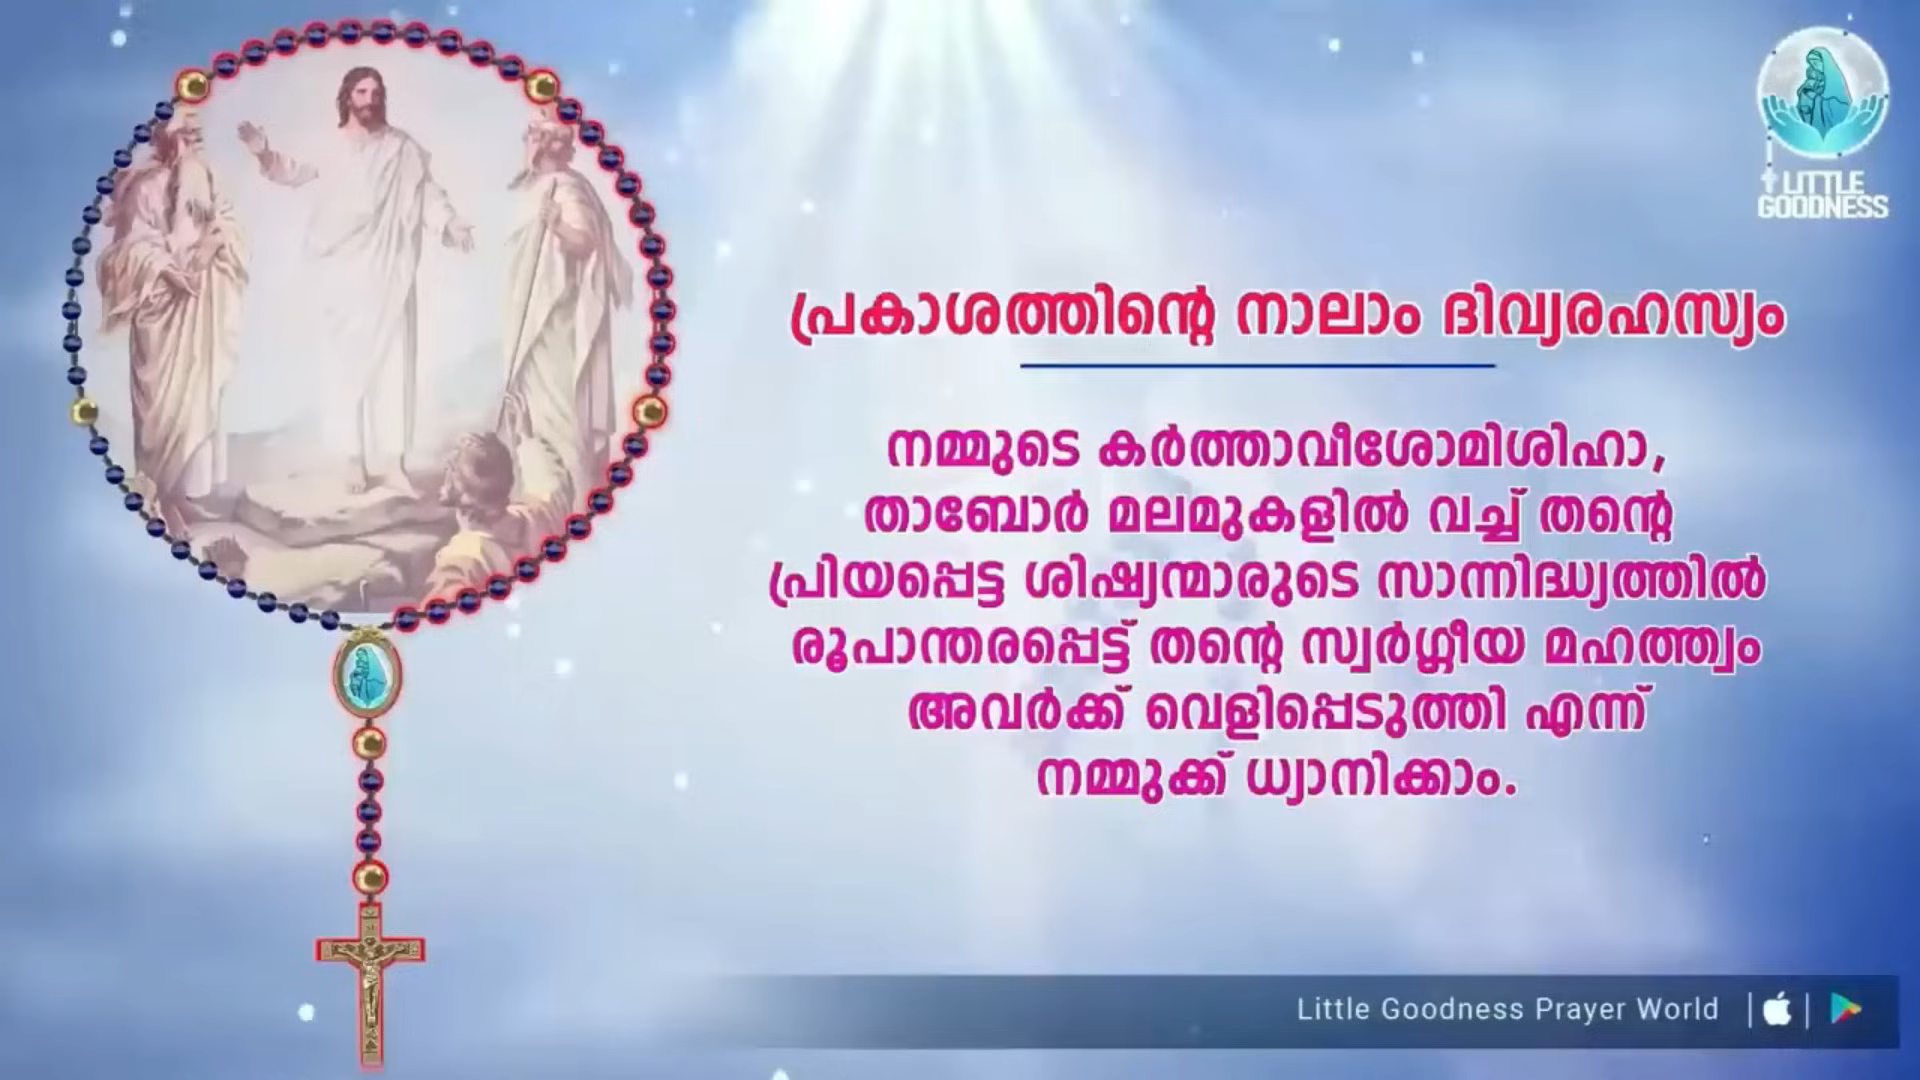 LITTLE
GOODNESS
പ്രകാശത്തിന്റെ നാലാം ദിവ്യരഹസ്യം
നമ്മുടെ കർത്താവീശോമിശിഹാ,
താബോർ മലമുകളിൽ വച്ച് തന്റെ
പ്രിയപ്പെട്ട ശിഷ്യന്മാരുടെ സാന്നിദ്ധ്യത്തിൽ
രൂപാന്തരപ്പെട്ട് തന്റെ സ്വർഗ്ഗീയ മഹത്ത്വം
അവർക്ക് വെളിപ്പെടുത്തി എന്ന്
നമ്മുക്ക് ധ്യാനിക്കാം.
Little Goodness Prayer World